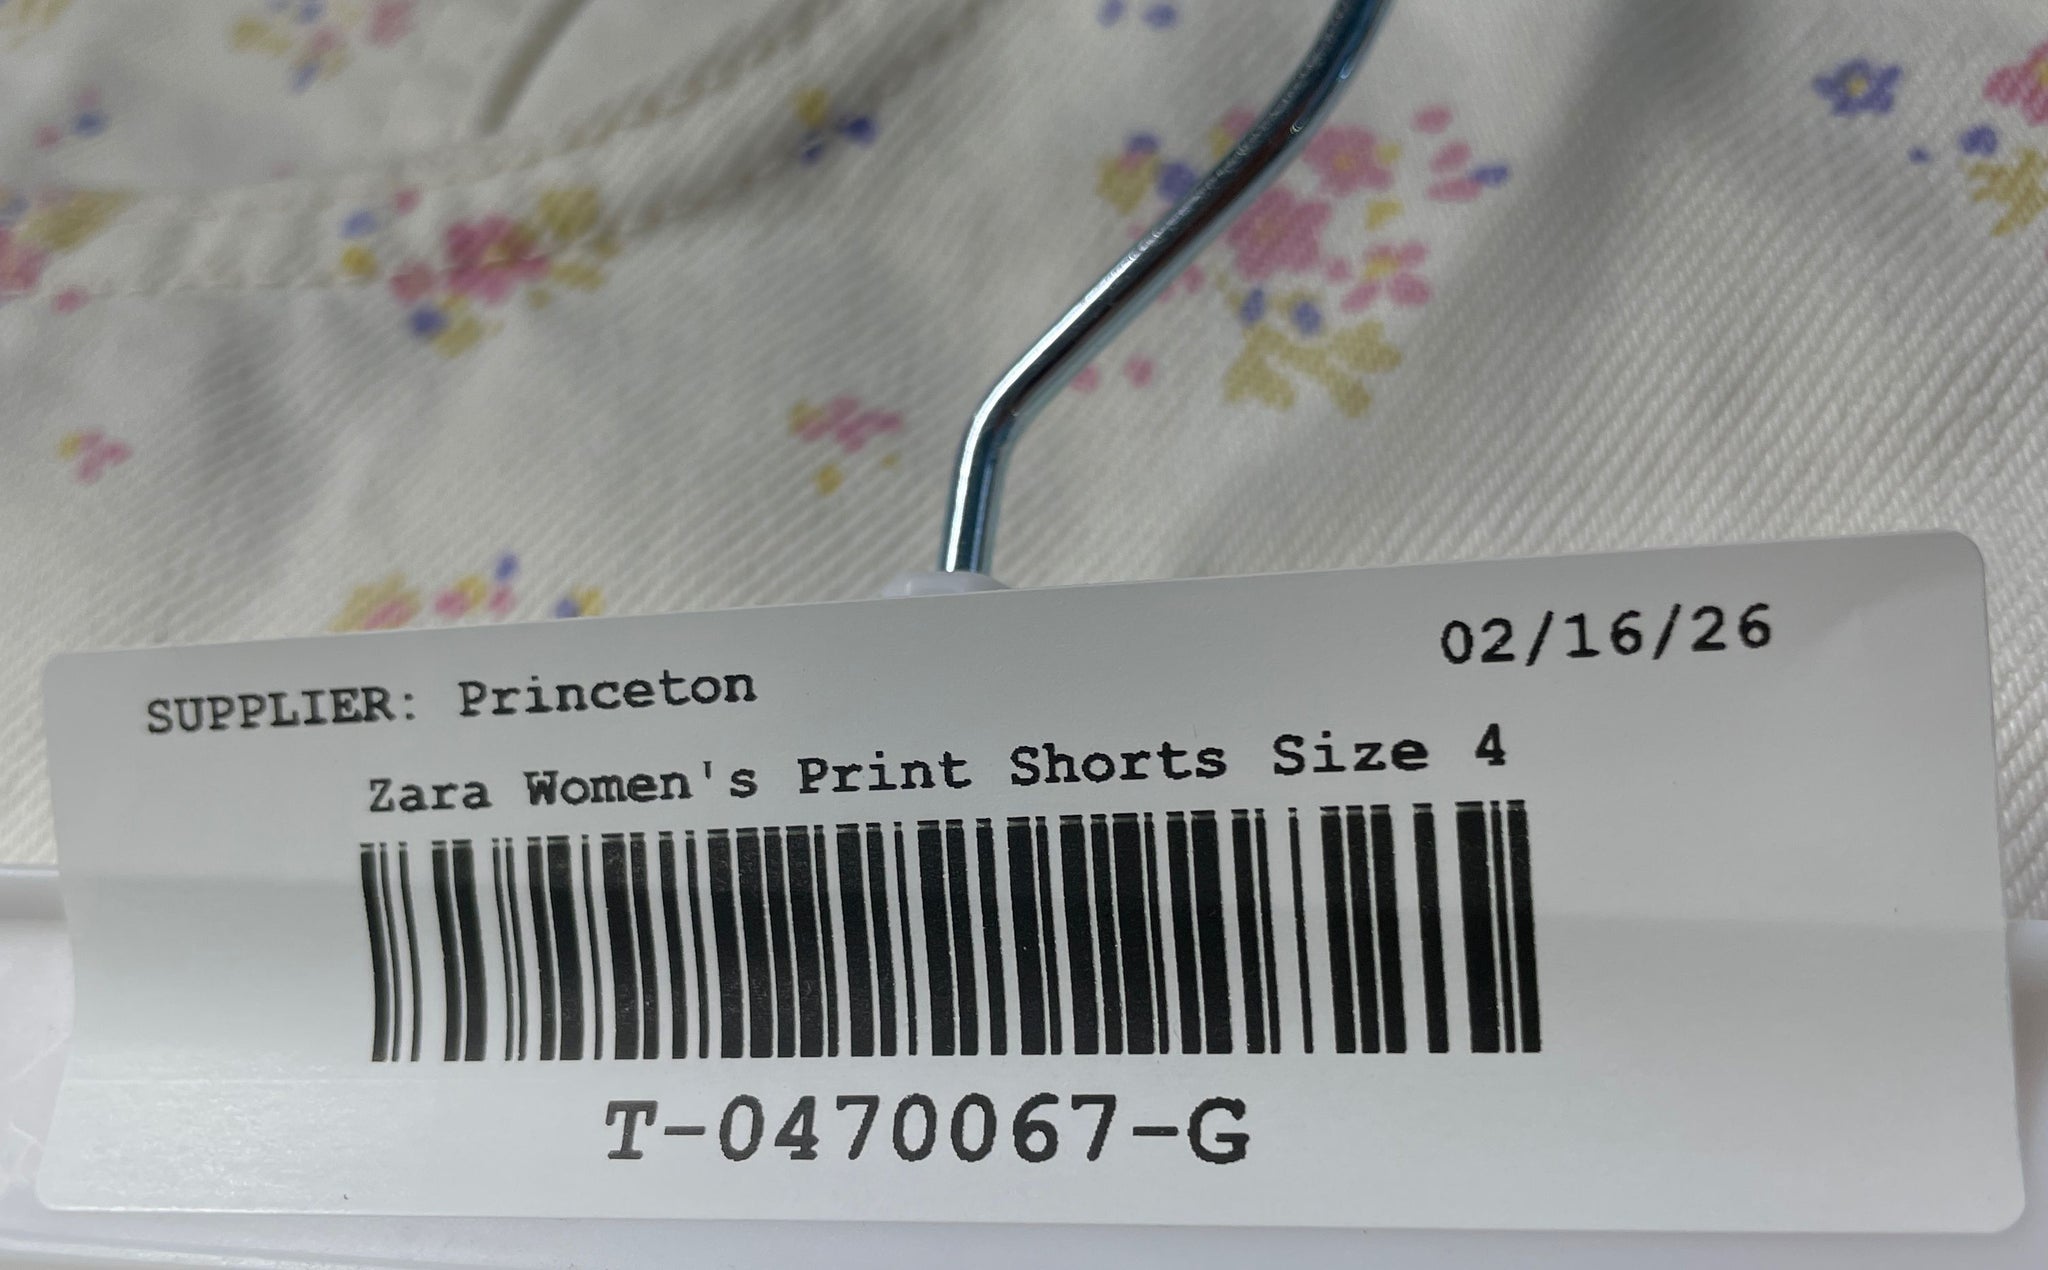 02/16/26
SUPPLIER: Princeton
Zara Women's Print Shorts Size 4
T-0470067-G